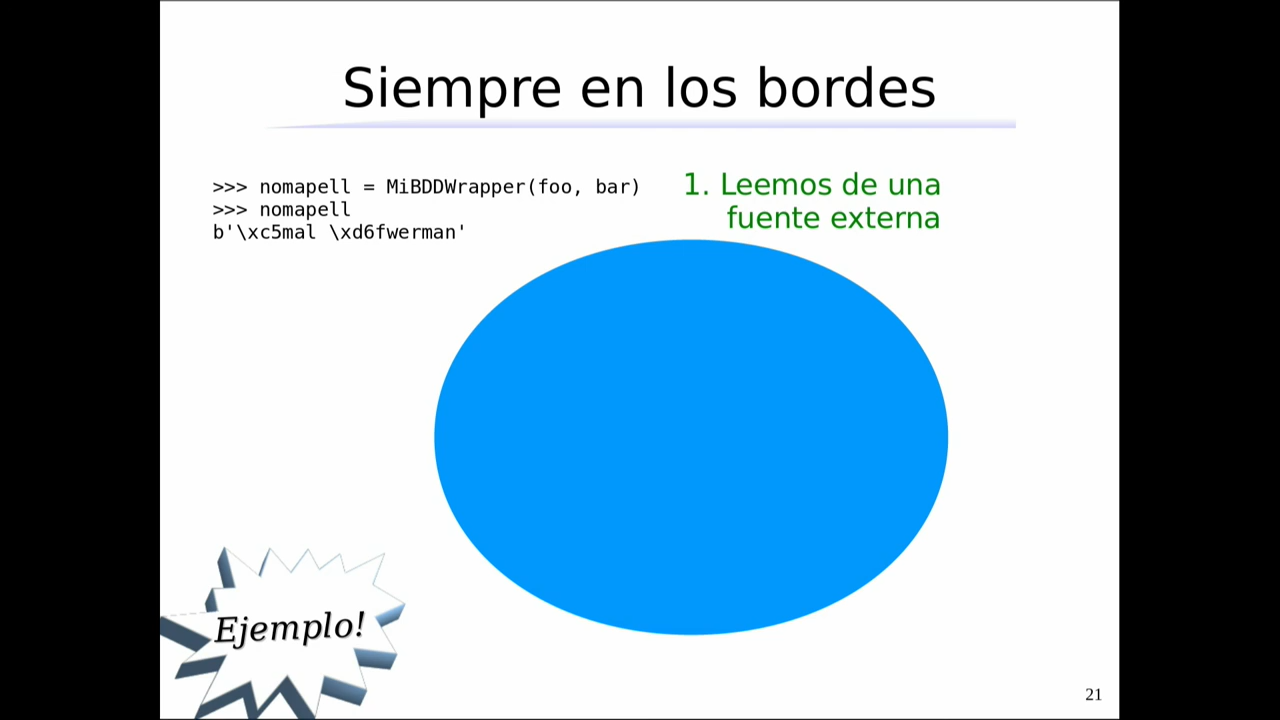 Siempre en los bordes
>>> nomapell = MiBDDWrapper(foo, bar)
>>> nomapell
b'\xc5mal \xd6fwerman'
1. Leemos de una
fuente externa
Ejemplo!
21